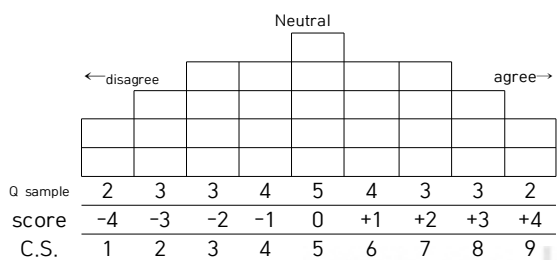 Neutral
←disagree agree→
Q sample 2 3 3 4 5 4 3 3 2
score -4 -3 -2 -1 0 +1 +2 +3 +4
C.S. 1 2 3 4 5 6 7 8 9